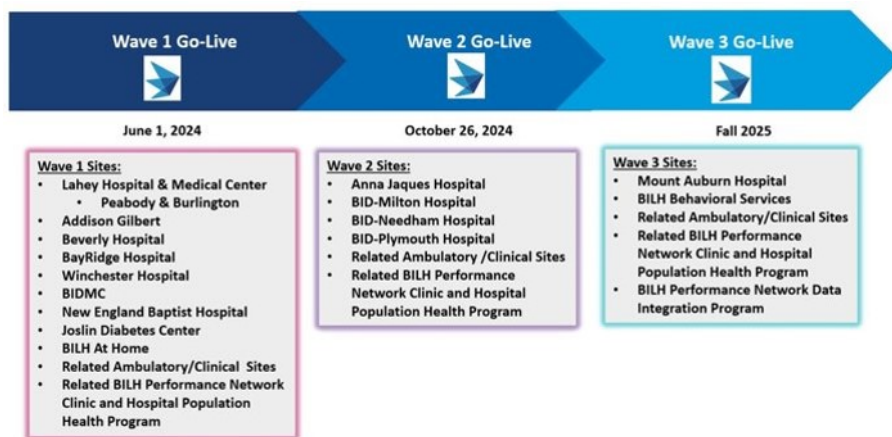 Wave 1 Go-Live
Wave 2 Go-Live
Wave 3 Go-Live
June 1, 2024
October 26, 2024
Fall 2025
Wave 1 Sites:
• Lahey Hospital & Medical Center
• Peabody & Burlington
• Addison Gilbert
• Beverly Hospital
• BayRidge Hospital
• Winchester Hospital
• BIDMC
• New England Baptist Hospital
• Joslin Diabetes Center
• BILH At Home
• Related Ambulatory/Clinical Sites
• Related BILH Performance Network
Clinic and Hospital Population
Health Program
Wave 2 Sites:
• Anna Jaques Hospital
• BID-Milton Hospital
• BID-Needham Hospital
• BID-Plymouth Hospital
• Related Ambulatory /Clinical Sites
• Related BILH Performance
Network Clinic and Hospital
Population Health Program
Wave 3 Sites:
• Mount Auburn Hospital
• BILH Behavioral Services
• Related Ambulatory/Clinical Sites
• Related BILH Performance
Network Clinic and Hospital
Population Health Program
• BILH Performance Network Data
Integration Program